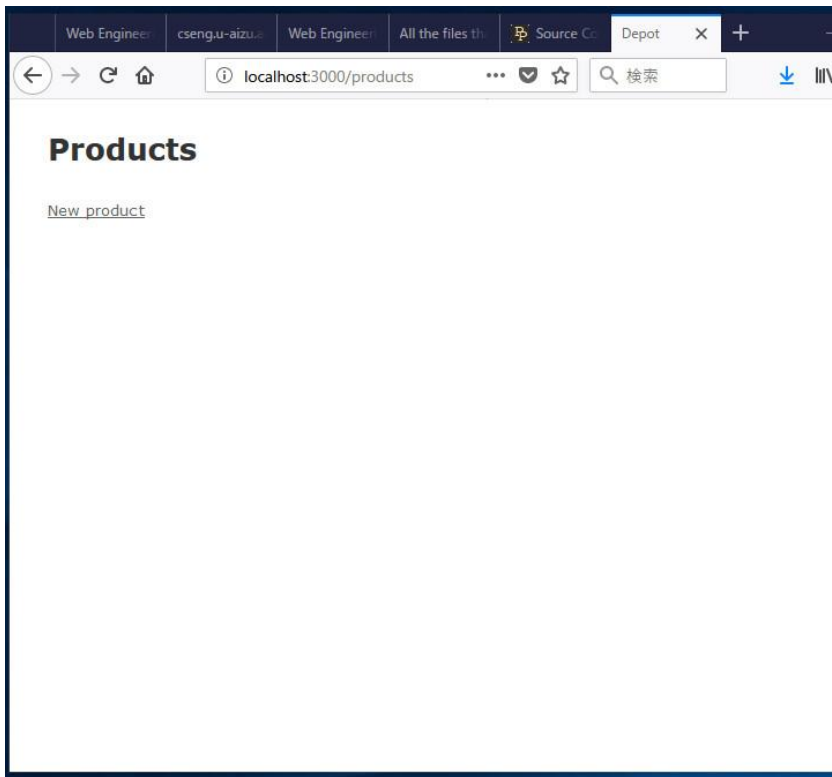 Web Engineer cseng.u-aizu.a Web Engineer All the files th Source Co Depot
localhost:3000/products 検索
Products
New product